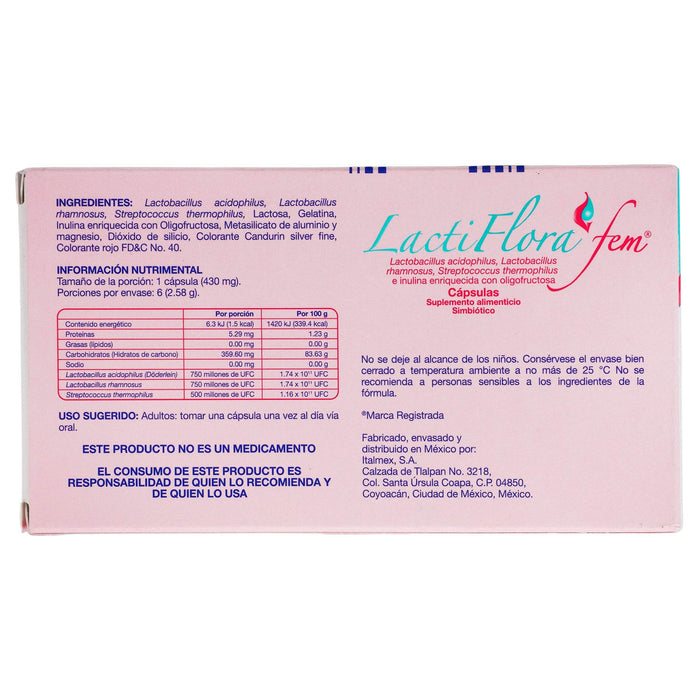 INGREDIENTES: Lactobacillus acidophilus, Lactobacillus
rhamnosus, Streptococcus thermophilus, Lactosa, Gelatina,
Inulina enriquecida con Oligofructosa, Metasilicato de aluminio y
magnesio, Dióxido de silicio, Colorante Candurin silver fine,
Colorante rojo FD&C No. 40.
INFORMACIÓN NUTRIMENTAL
Tamaño de la porción: 1 cápsula (430 mg).
Porciones por envase: 6 (2.58 g).
Por porción Por 100 g
Contenido energético 6.3 kJ (1.5 kcal) 1420 kJ (339.4 kcal)
Proteínas 5.29 mg 1.23 g
Grasas (lípidos) 0.00 mg 0.00 g
Carbohidratos (Hidratos de carbono) 359.60 mg 83.63 g
Sodio 0.00 mg 0.00 g
Lactobacillus acidophilus (Döderlein) 750 millones de UFC 1.74 x 10¹¹ UFC
Lactobacillus rhamnosus 750 millones de UFC 1.74 x 10¹¹ UFC
Streptococcus thermophilus 500 millones de UFC 1.16 x 10¹¹ UFC
USO SUGERIDO: Adultos: tomar una cápsula una vez al día vía
oral.
ESTE PRODUCTO NO ES UN MEDICAMENTO
EL CONSUMO DE ESTE PRODUCTO ES
RESPONSABILIDAD DE QUIEN LO RECOMIENDA Y
DE QUIEN LO USA
LactiFlora fem®
Lactobacillus acidophilus, Lactobacillus
rhamnosus, Streptococcus thermophilus
e inulina enriquecida con oligofructosa
Cápsulas
Suplemento alimenticio
Simbiótico
No se deje al alcance de los niños. Consérvese el envase bien
cerrado a temperatura ambiente a no más de 25 °C No se
recomienda a personas sensibles a los ingredientes de la
fórmula.
®Marca Registrada
Fabricado, envasado y
distribuido en México por:
Italmex, S.A.
Calzada de Tlalpan No. 3218,
Col. Santa Úrsula Coapa, C.P. 04850,
Coyoacán, Ciudad de México, México.